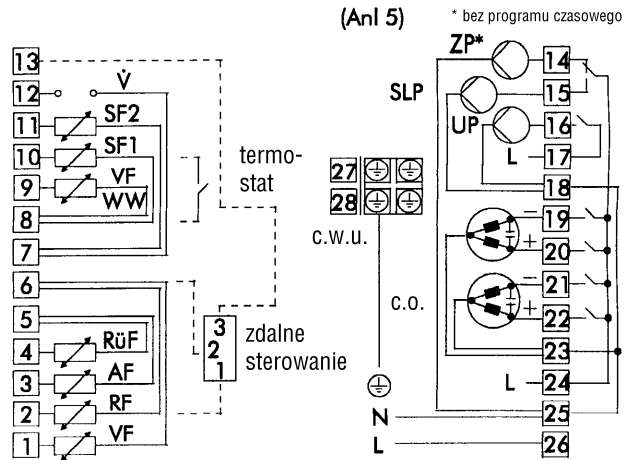 (Anl 5)
* bez programu czasowego
13
12
V̇
11
SF2
10
SF1
9
VF
WW
8
7
6
5
4
RüF
3
AF
2
RF
1
VF
termo-
stat
3
2
1
zdalne
sterowanie
27
28
c.w.u.
c.o.
N
L
ZP*
SLP
UP
L
14
15
16
17
18
19
−
20
+
21
−
22
+
23
L
24
25
26